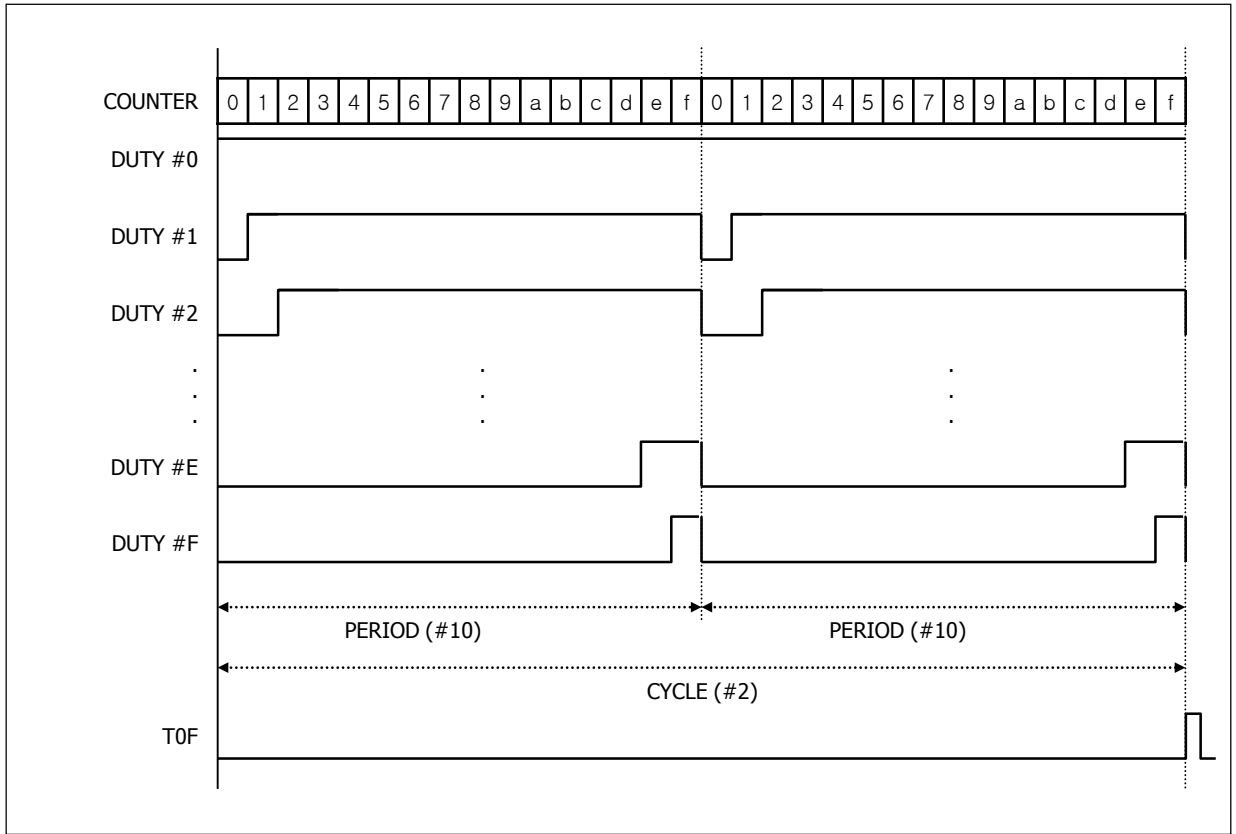 COUNTER 0 1 2 3 4 5 6 7 8 9 a b c d e f 0 1 2 3 4 5 6 7 8 9 a b c d e f
DUTY #0
DUTY #1
DUTY #2
. . .
. . .
. . .
DUTY #E
DUTY #F
PERIOD (#10) PERIOD (#10)
CYCLE (#2)
T0F